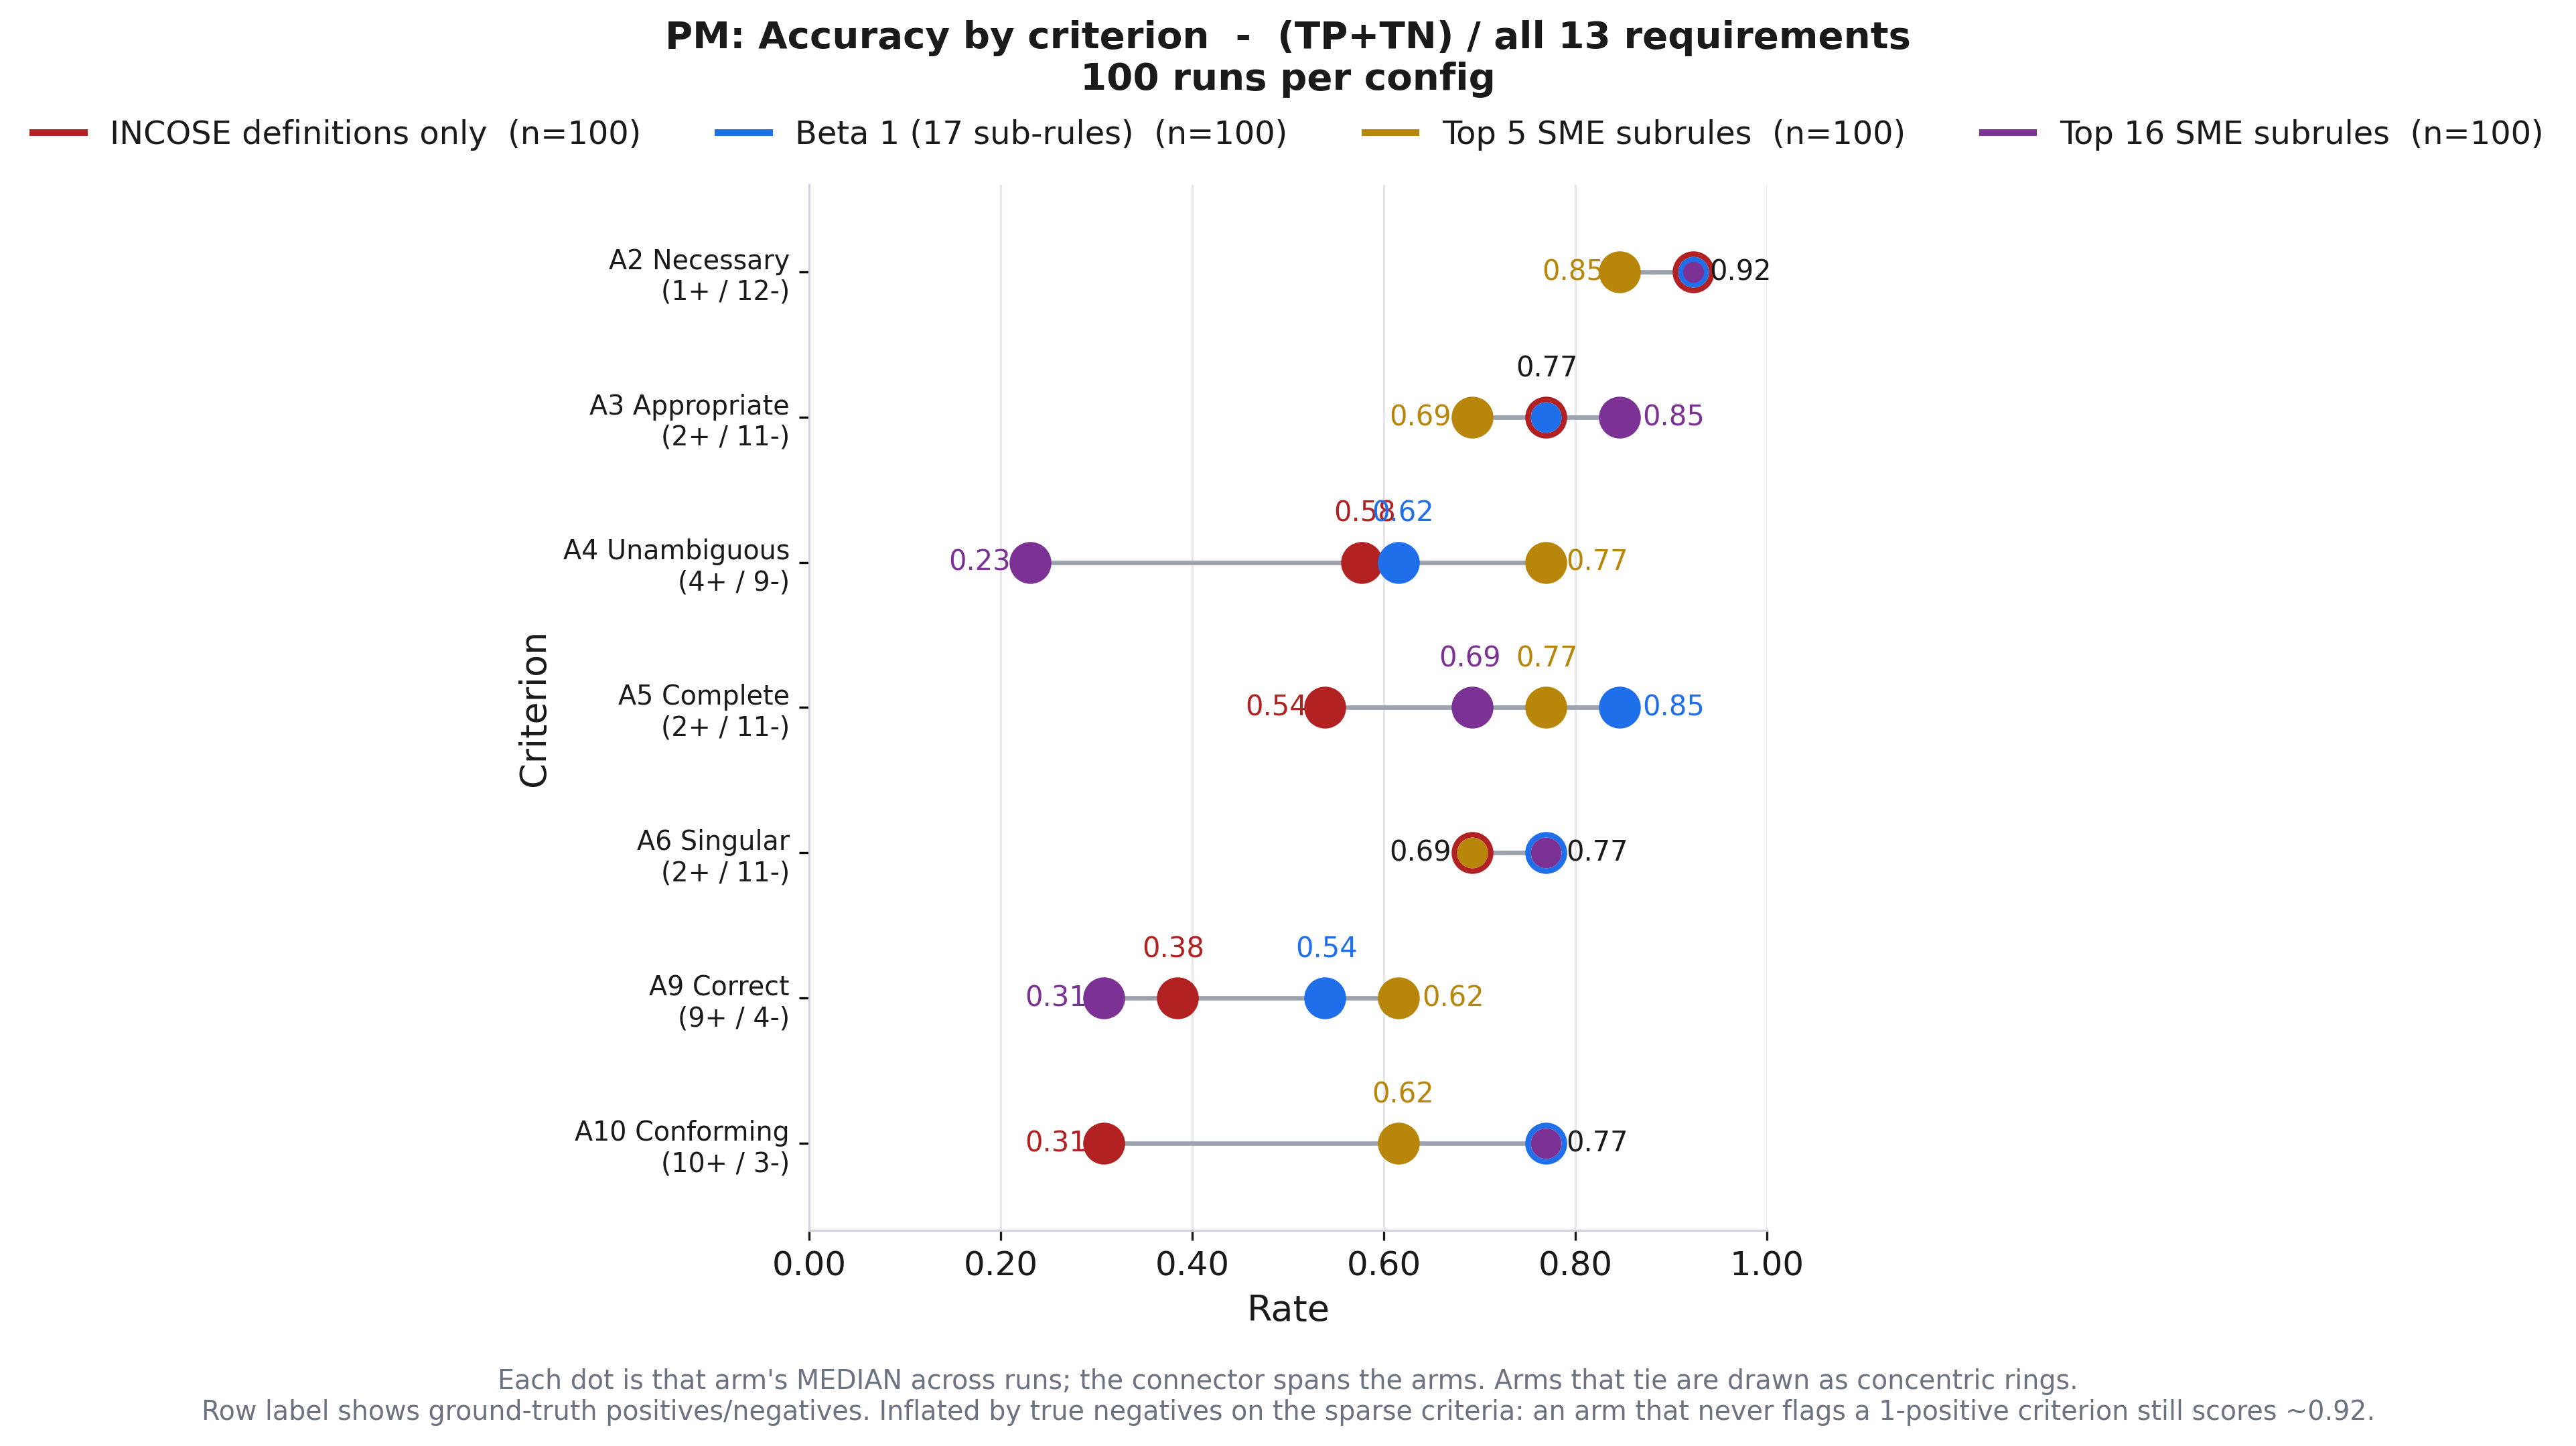 PM: Accuracy by criterion  -  (TP+TN) / all 13 requirements
100 runs per config
INCOSE definitions only  (n=100)
Beta 1 (17 sub-rules)  (n=100)
Top 5 SME subrules  (n=100)
Top 16 SME subrules  (n=100)
A2 Necessary
(1+ / 12-)
0.85
0.92
0.77
A3 Appropriate
(2+ / 11-)
0.69
0.85
0.58
0.62
A4 Unambiguous
(4+ / 9-)
0.23
0.77
0.69
0.77
A5 Complete
(2+ / 11-)
0.54
0.85
A6 Singular
(2+ / 11-)
0.69
0.77
0.38
0.54
A9 Correct
(9+ / 4-)
0.31
0.62
0.62
A10 Conforming
(10+ / 3-)
0.31
0.77
Criterion
0.00
0.20
0.40
0.60
0.80
1.00
Rate
Each dot is that arm's MEDIAN across runs; the connector spans the arms. Arms that tie are drawn as concentric rings.
Row label shows ground-truth positives/negatives. Inflated by true negatives on the sparse criteria: an arm that never flags a 1-positive criterion still scores ~0.92.